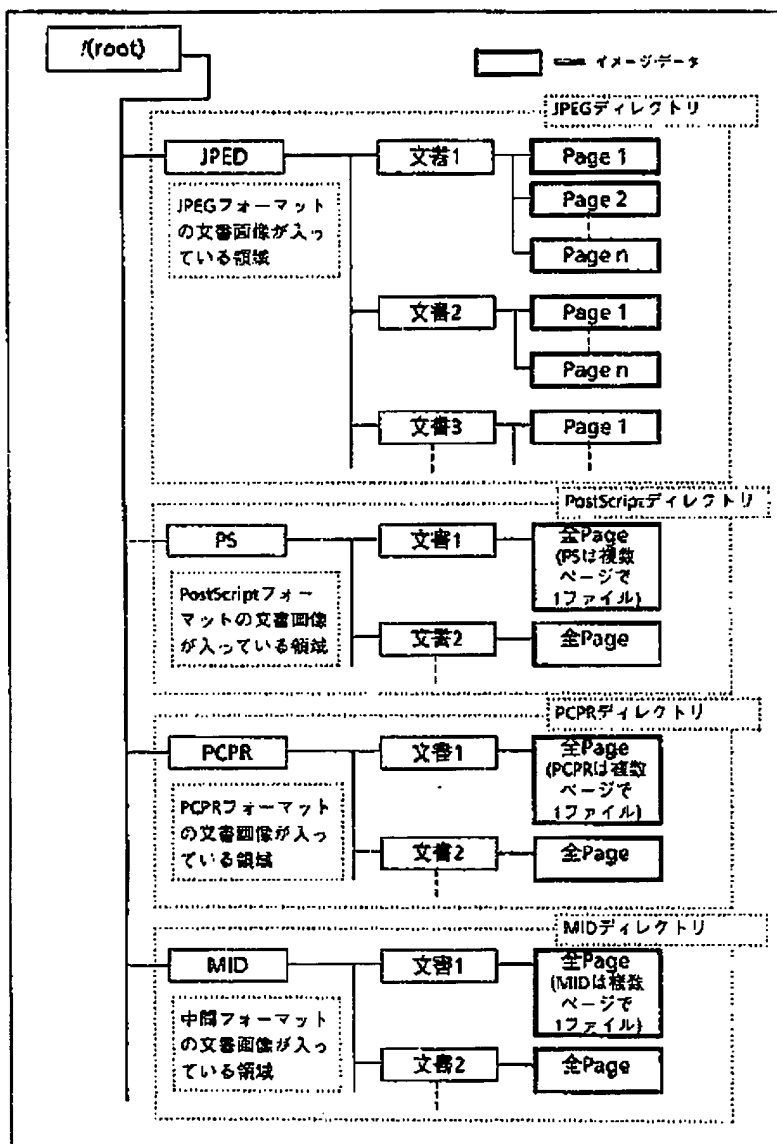 /(root)
イメージデータ
JPEGディレクトリ
JPED
文書1
Page 1
Page 2
Page n
JPEGフォーマット
の文書画像が入っ
ている領域
文書2
Page 1
Page n
文書3
Page 1
PostScriptディレクトリ
PS
文書1
全Page
(PSは複数
ページで
1ファイル)
PostScriptフォー
マットの文書画像
が入っている領域
文書2
全Page
PCPRディレクトリ
PCPR
文書1
全Page
(PCPRは複数
ページで
1ファイル)
PCPRフォーマット
の文書画像が入っ
ている領域
文書2
全Page
MIDディレクトリ
MID
文書1
全Page
(MIDは複数
ページで
1ファイル)
中間フォーマット
の文書画像が入っ
ている領域
文書2
全Page